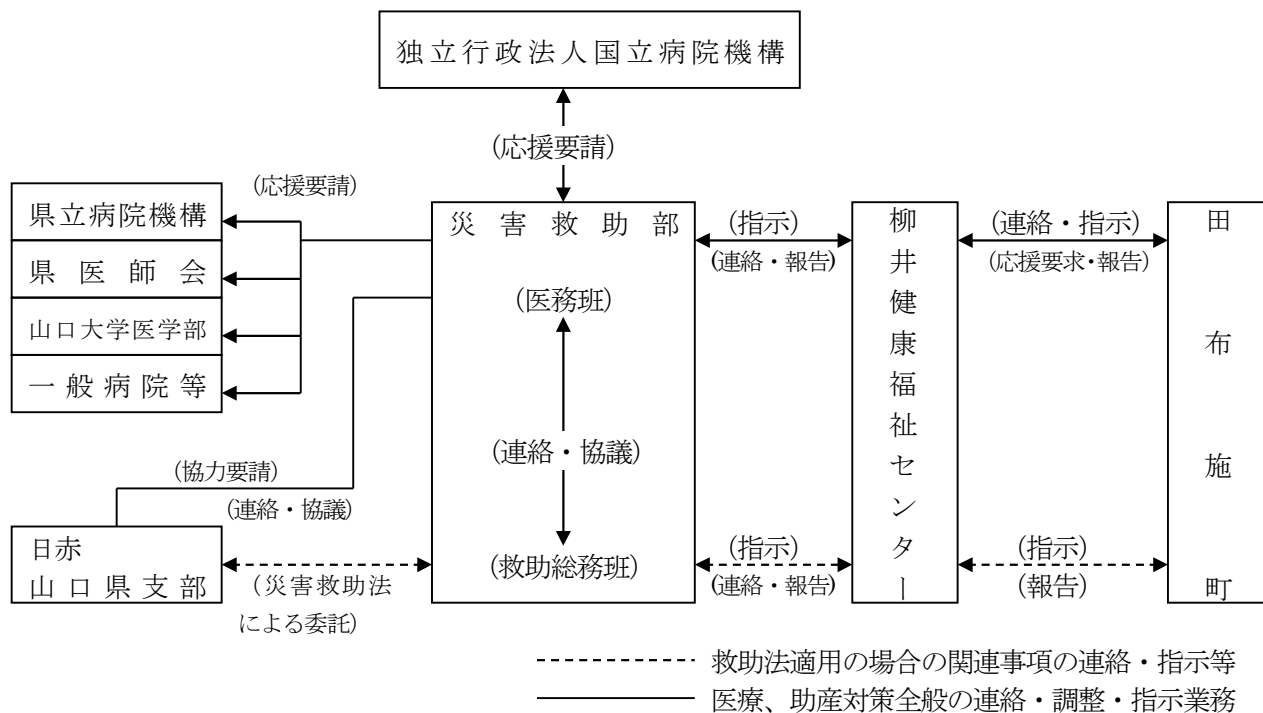 独立行政法人国立病院機構
(応援要請)
(応援要請)
県立病院機構
県医師会
山口大学医学部
一般病院等
災害救助部
(医務班)
(連絡・協議)
(救助総務班)
(協力要請)
(連絡・協議)
日赤
山口県支部
(災害救助法
による委託)
(指示)
(連絡・報告)
(指示)
(連絡・報告)
柳井健康福祉センター
(連絡・指示)
(応援要求・報告)
(指示)
(報告)
田布施町
救助法適用の場合の関連事項の連絡・指示等
医療、助産対策全般の連絡・調整・指示業務